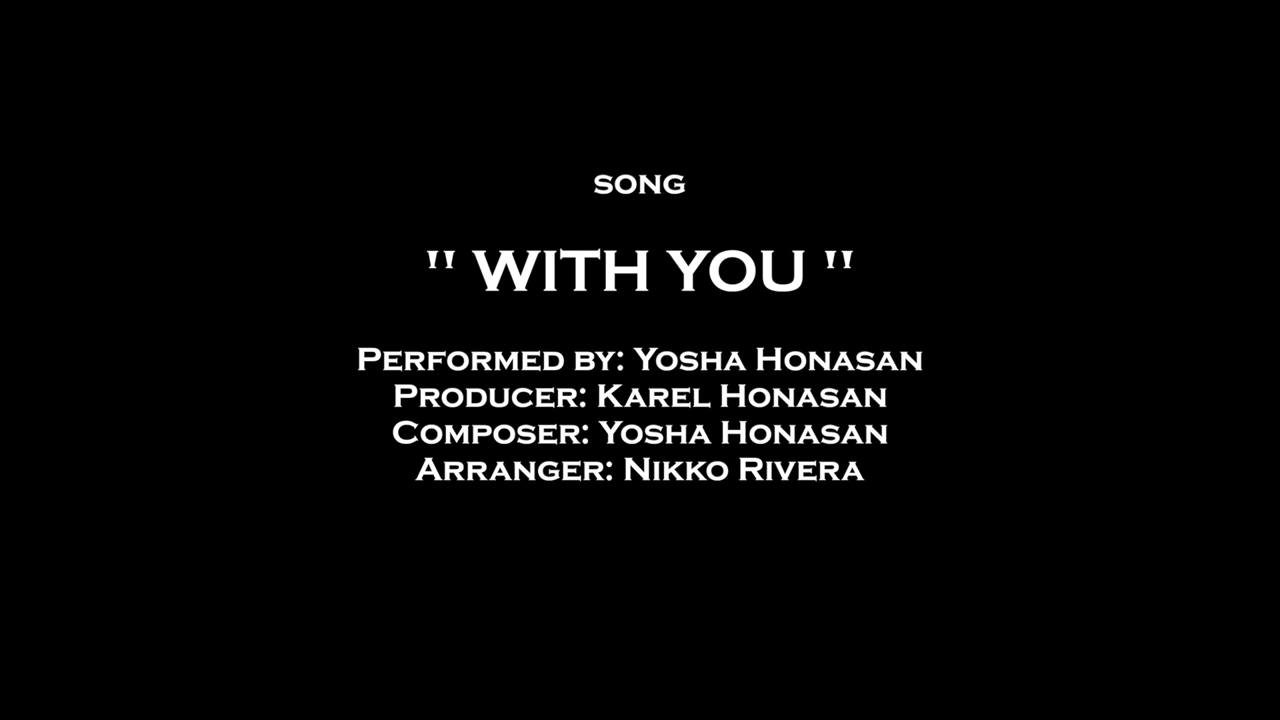 SONG
" WITH YOU "
PERFORMED BY: YOSHA HONASAN
PRODUCER: KAREL HONASAN
COMPOSER: YOSHA HONASAN
ARRANGER: NIKKO RIVERA